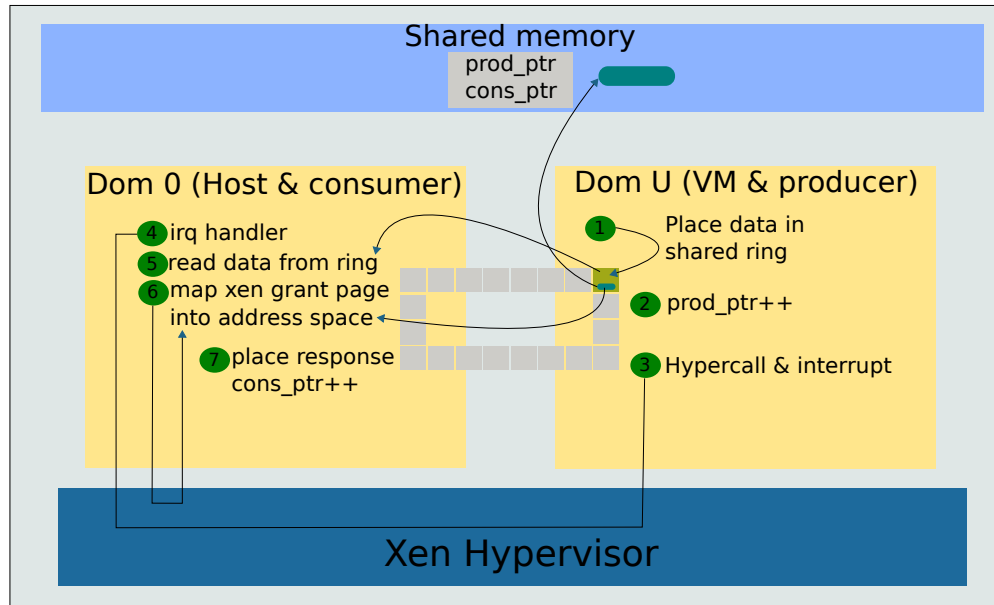 Shared memory
prod_ptr
cons_ptr
Dom 0 (Host & consumer)
4 irq handler
5 read data from ring
6 map xen grant page
into address space
7 place response
cons_ptr++
Dom U (VM & producer)
1 Place data in
shared ring
2 prod_ptr++
3 Hypercall & interrupt
Xen Hypervisor